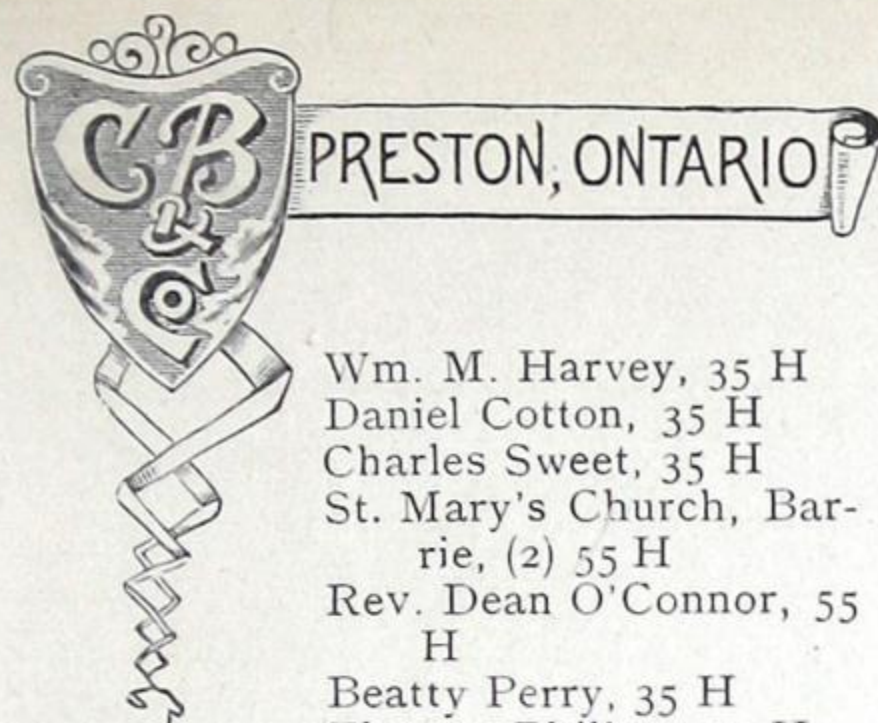 CB
&
Co
PRESTON, ONTARIO
Wm. M. Harvey, 35 H
Daniel Cotton, 35 H
Charles Sweet, 35 H
St. Mary's Church, Bar-
rie, (2) 55 H
Rev. Dean O'Connor, 55
H
Beatty Perry, 35 H